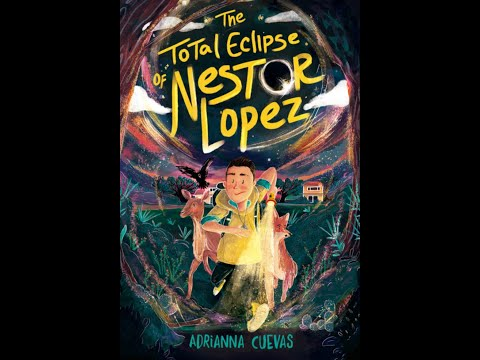 The
Total Eclipse
of Nestor
Lopez
Adrianna Cuevas